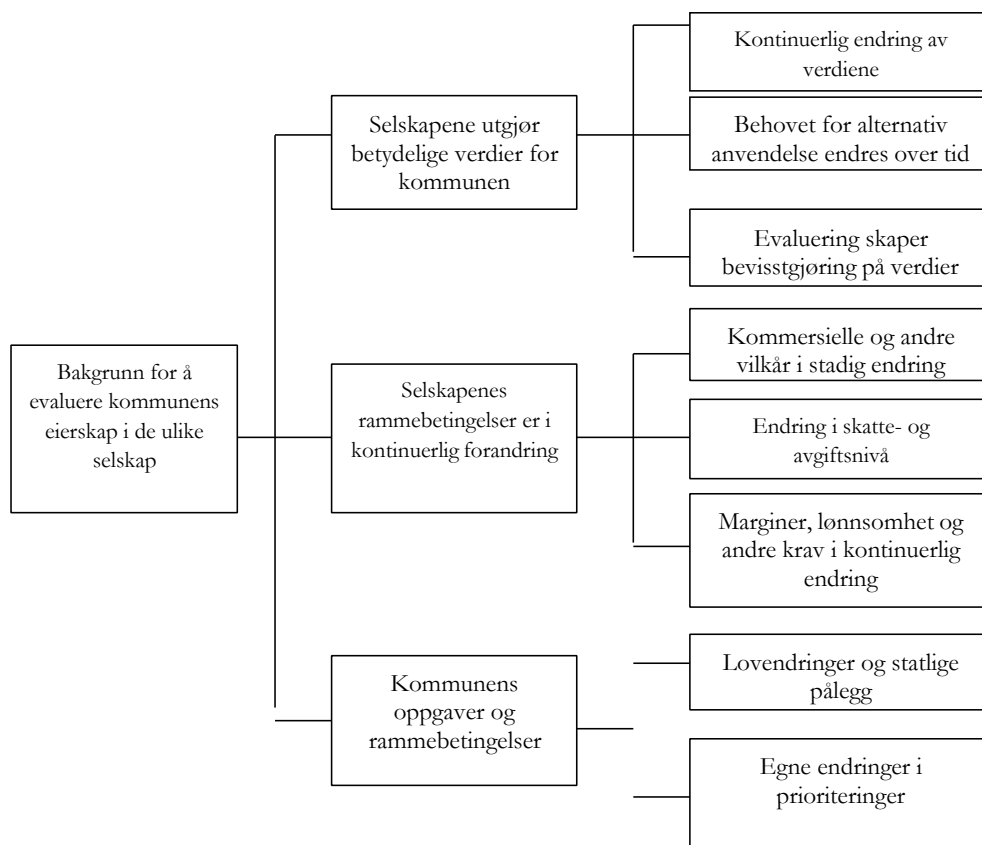 Kontinuerlig endring av
verdiene
Selskapene utgjør
betydelige verdier for
kommunen
Behovet for alternativ
anvendelse endres over tid
Evaluering skaper
bevisstgjøring på verdier
Bakgrunn for å
evaluere kommunens
eierskap i de ulike
selskap
Selskapenes
rammebetingelser er i
kontinuerlig forandring
Kommersielle og andre
vilkår i stadig endring
Endring i skatte- og
avgiftsnivå
Marginer, lønnsomhet og
andre krav i kontinuerlig
endring
Kommunens
oppgaver og
rammebetingelser
Lovendringer og statlige
pålegg
Egne endringer i
prioriteringer